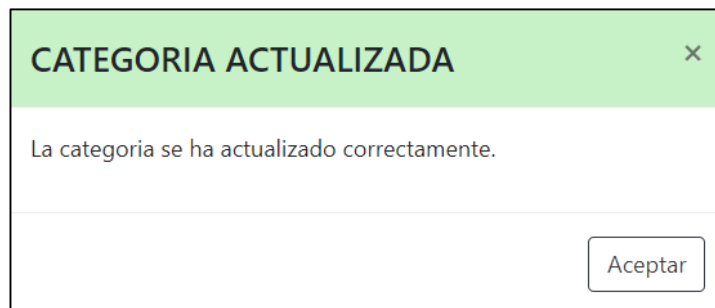 CATEGORIA ACTUALIZADA ×
La categoria se ha actualizado correctamente.
Aceptar